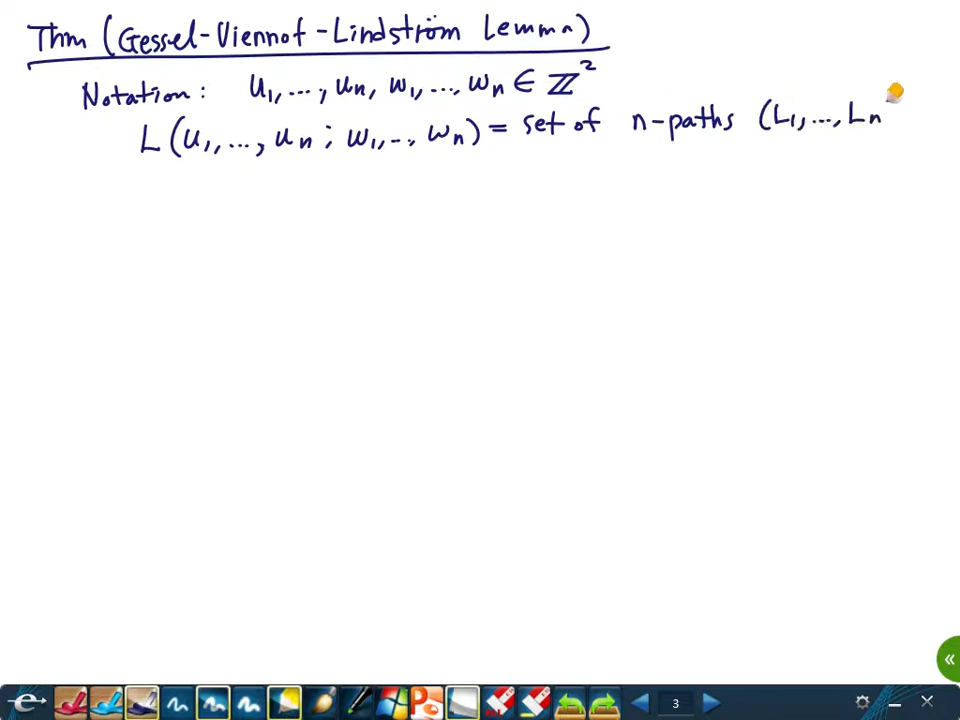 Thm (Gessel-Viennot-Lindström Lemma)
Notation: u₁, ..., uₙ, w₁, ..., wₙ ∈ ℤ²
L(u₁, ..., uₙ ; w₁, ..., wₙ) = set of n-paths (L₁, ..., Lₙ
3